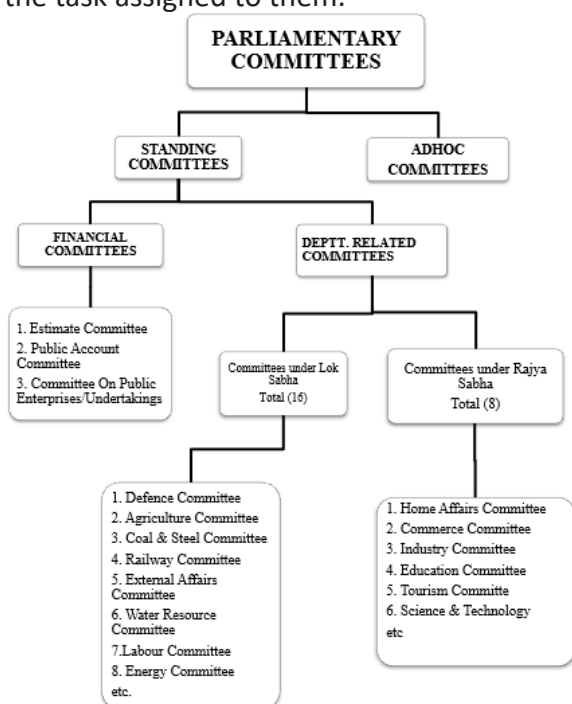 the task assigned to them.
PARLIAMENTARY
COMMITTEES
STANDING
COMMITTEES
ADHOC
COMMITTEES
FINANCIAL
COMMITTEES
DEPTT. RELATED
COMMITTEES
1. Estimate Committee
2. Public Account
Committee
3. Committee On Public
Enterprises/Undertakings
Committees under Lok
Sabha
Total (16)
Committees under Rajya
Sabha
Total (8)
1. Defence Committee
2. Agriculture Committee
3. Coal & Steel Committee
4. Railway Committee
5. External Affairs
Committee
6. Water Resource
Committee
7.Labour Committee
8. Energy Committee
etc.
1. Home Affairs Committee
2. Commerce Committee
3. Industry Committee
4. Education Committee
5. Tourism Committe
6. Science & Technology
etc